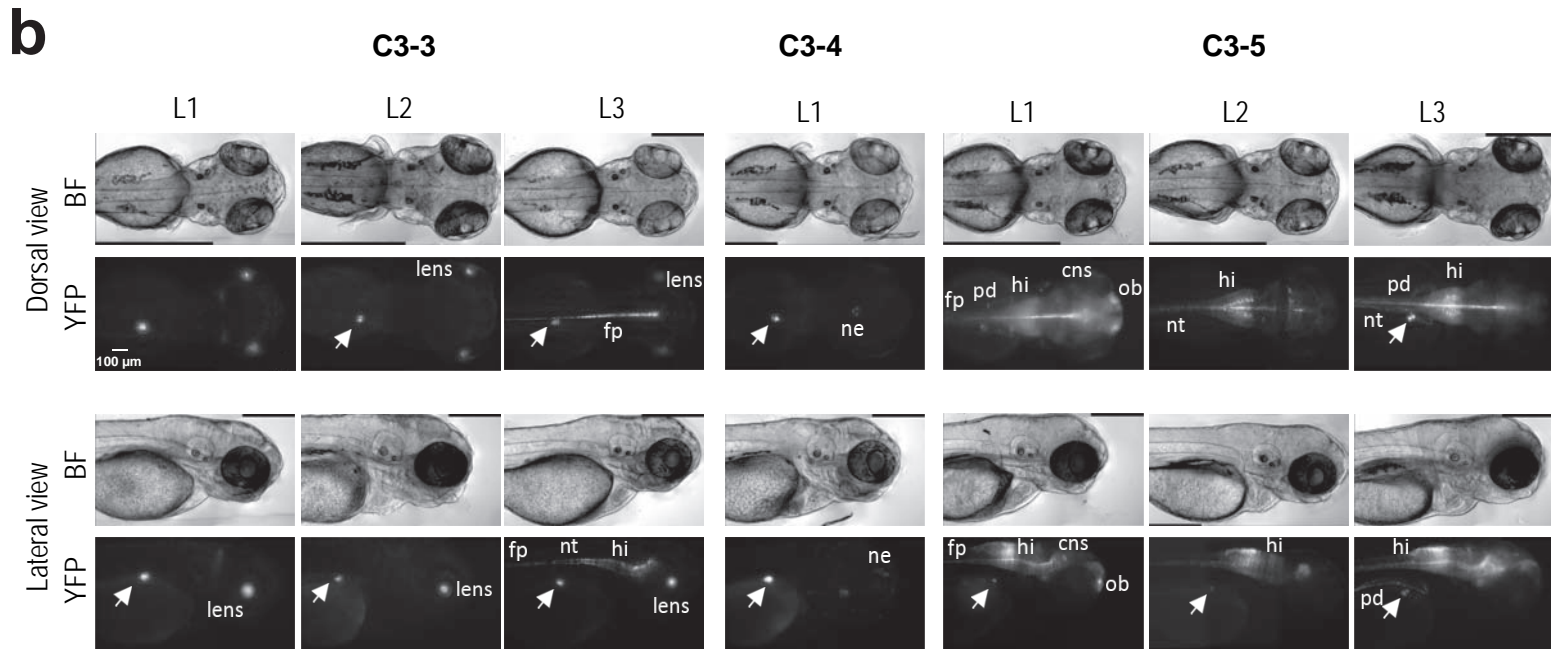 b
C3-3 C3-4 C3-5
L1 L2 L3 L1 L1 L2 L3
Dorsal view
BF
YFP
100 µm
lens
fp lens
ne
fp pd hi cns ob
nt hi
nt pd hi
Lateral view
BF
YFP
lens
lens
fp nt hi lens
ne
fp hi cns ob
hi
pd hi